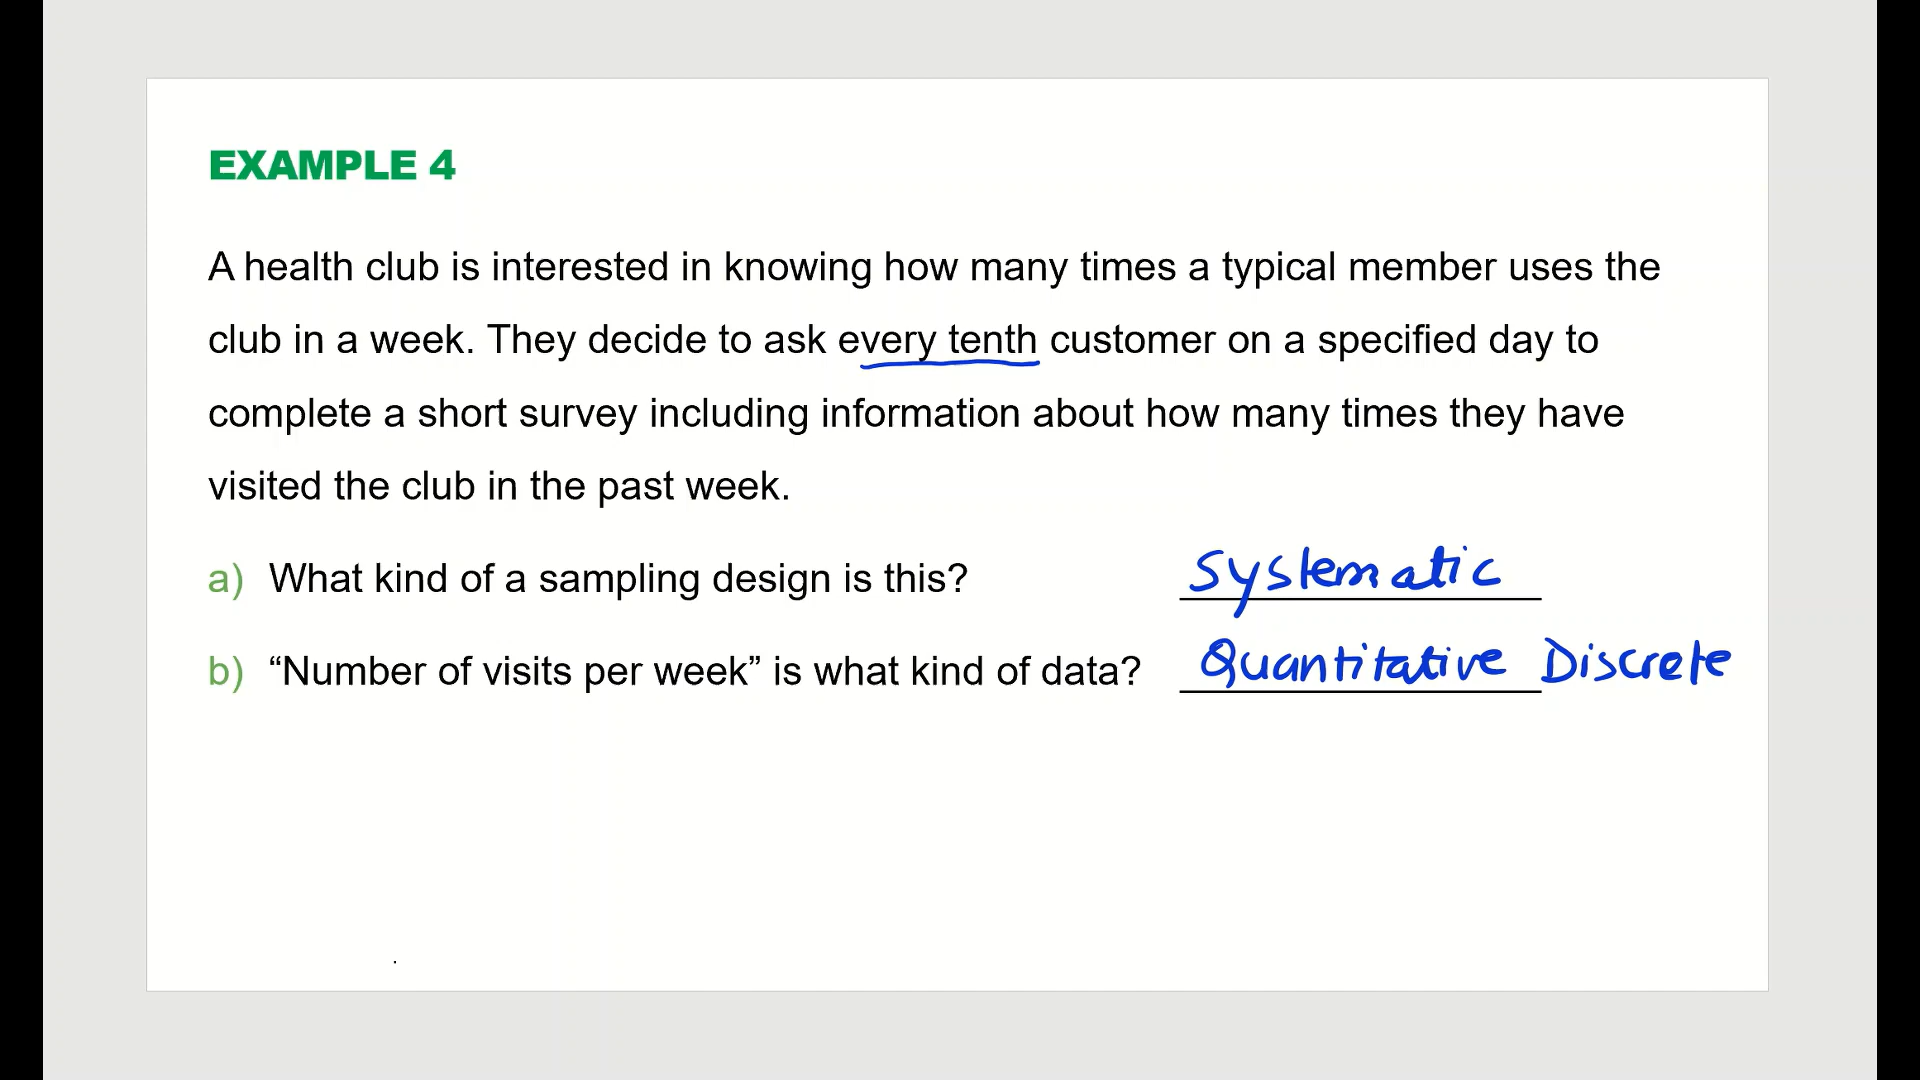 EXAMPLE 4
A health club is interested in knowing how many times a typical member uses the
club in a week. They decide to ask every tenth customer on a specified day to
complete a short survey including information about how many times they have
visited the club in the past week.
a) What kind of a sampling design is this? Systematic
b) “Number of visits per week” is what kind of data? Quantitative Discrete